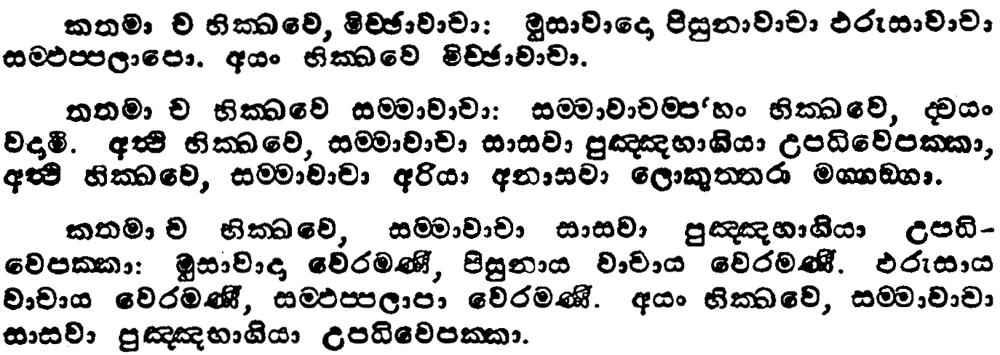 කතමා ච භික්ඛවෙ, මිච්ඡාවාචා: මුසාවාදො පිසුනාවාචා ඵරුසාවාචා
සම්ඵප්පලාපො. අයං භික්ඛවෙ මිච්ඡාවාචා.
තතමා ච භික්ඛවෙ සම්මාවාචා: සම්මාවාචම්ප‘හං භික්ඛවෙ, ද්වයං
වදාමි. අත්ථි භික්ඛවෙ, සම්මාවාචා සාසවා පුඤ්ඤභාගියා උපධිවෙපක්කා,
අත්ථි භික්ඛවෙ, සම්මාවාචා අරියා අනාසවා ලොකුත්තරා මග්ගඞ්ගා.
කතමා ච භික්ඛවෙ, සම්මාවාචා සාසවා පුඤ්ඤභාගියා උපධි-
වෙපක්කා: මුසාවාදා වෙරමණී, පිසුනාය වාචාය වෙරමණී. ඵරුසාය
වාචාය වෙරමණී, සම්ඵප්පලාපා වෙරමණී. අයං භික්ඛවෙ, සම්මාවාචා
සාසවා පුඤ්ඤභාගියා උපධිවෙපක්කා.